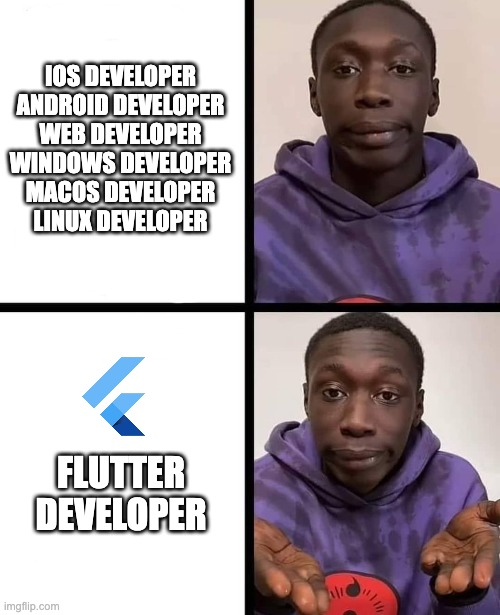 IOS DEVELOPER
ANDROID DEVELOPER
WEB DEVELOPER
WINDOWS DEVELOPER
MACOS DEVELOPER
LINUX DEVELOPER
FLUTTER
DEVELOPER
imgflip.com